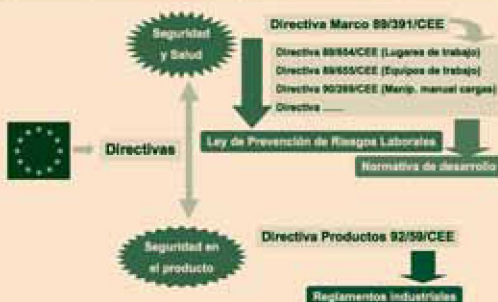 Seguridad
y Salud
Directiva Marco 89/391/CEE
Directiva 89/654/CEE (Lugares de trabajo)
Directiva 89/655/CEE (Equipos de trabajo)
Directiva 90/269/CEE (Manip. manual cargas)
Directiva ......
Directivas
Ley de Prevención de Riesgos Laborales
Normativa de desarrollo
Seguridad en
el producto
Directiva Productos 92/59/CEE
Reglamentos industriales